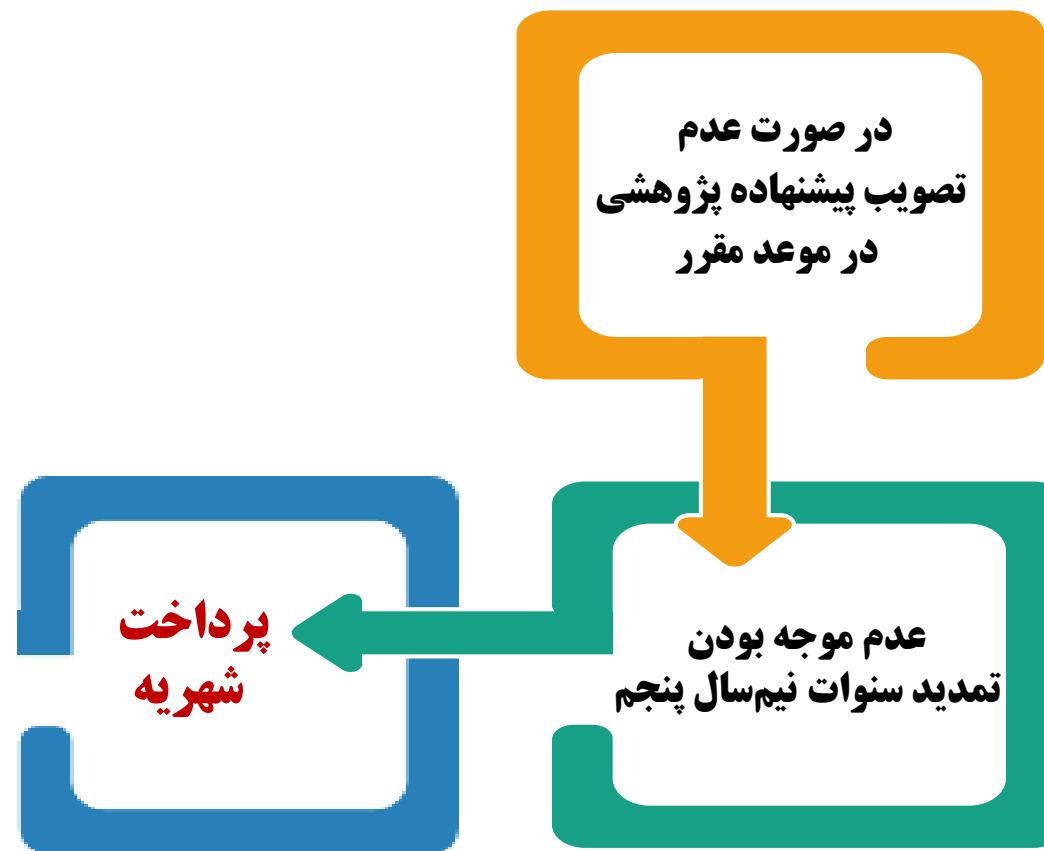 در صورت عدم
تصویب پیشنهاده پژوهشی
در موعد مقرر
عدم موجه بودن
تمدید سنوات نیم‌سال پنجم
پرداخت
شهریه